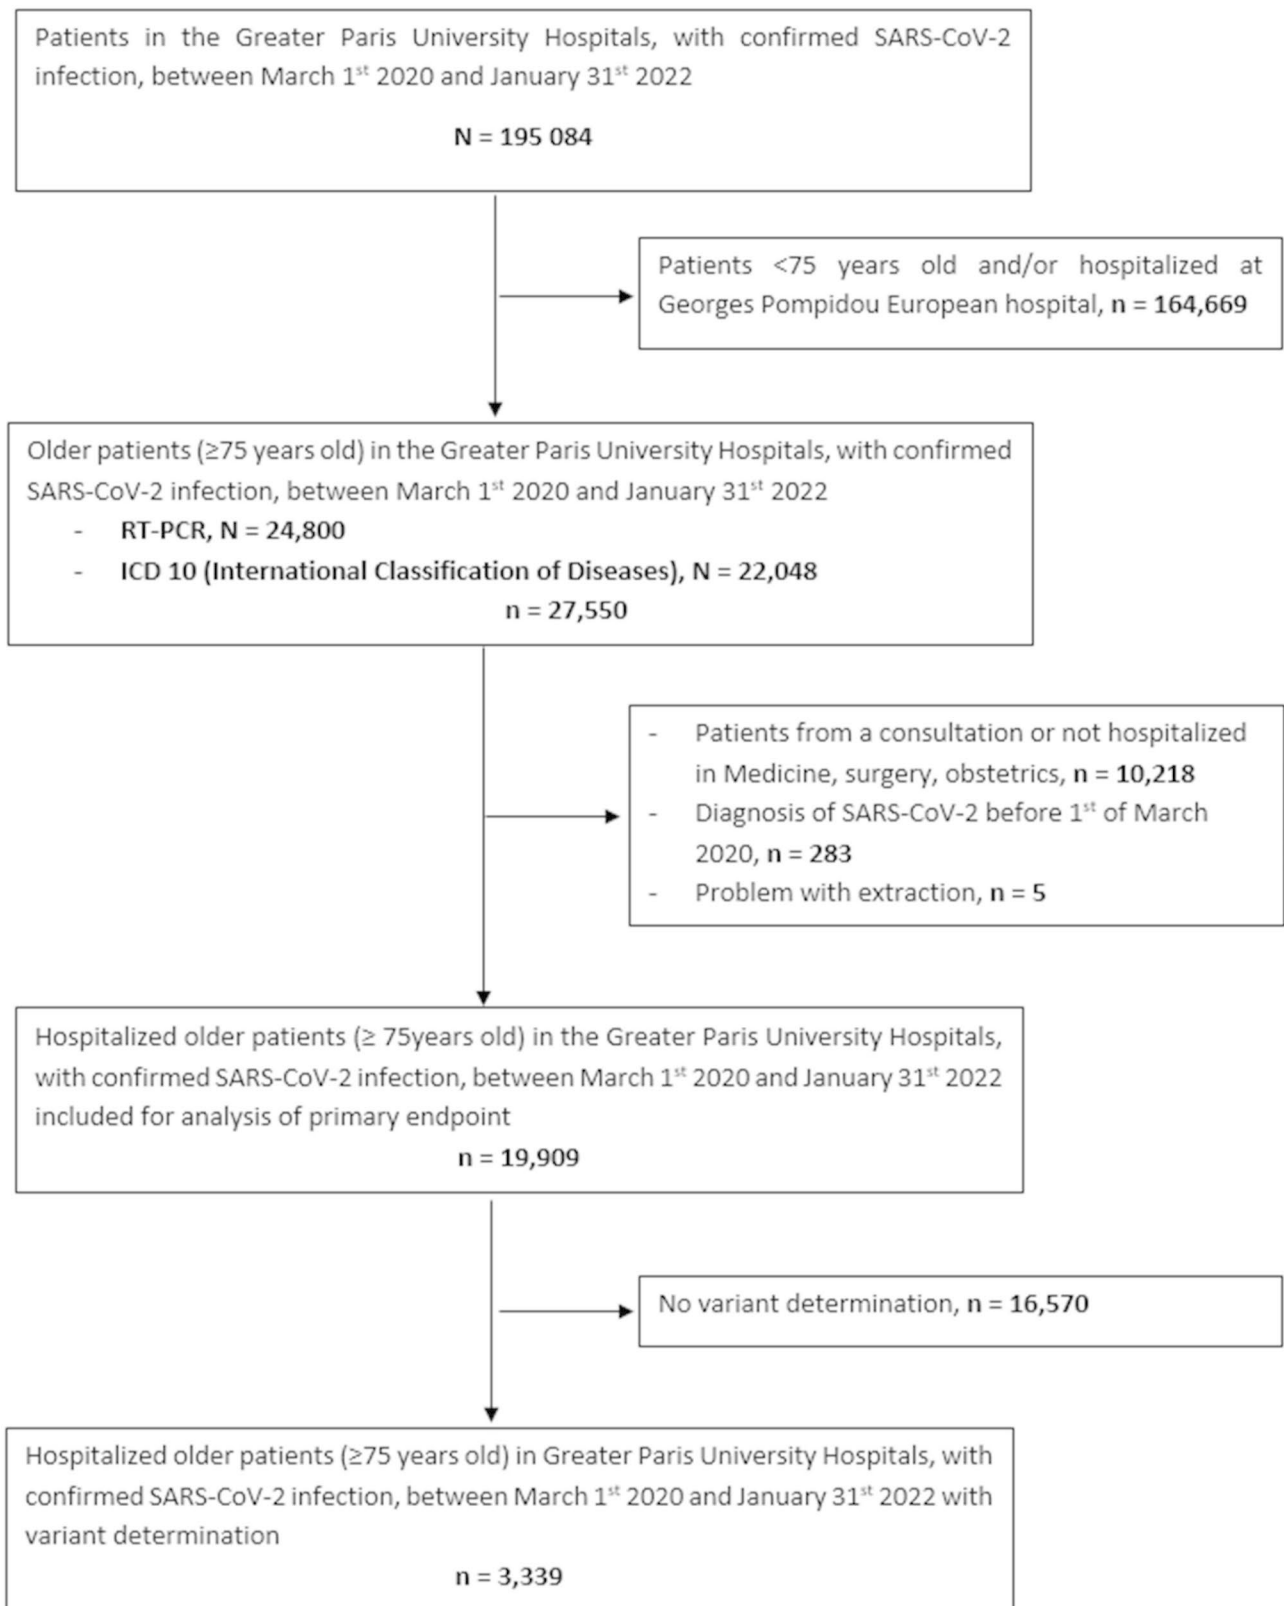 Patients in the Greater Paris University Hospitals, with confirmed SARS-CoV-2
infection, between March 1st 2020 and January 31st 2022
N = 195 084
Patients <75 years old and/or hospitalized at
Georges Pompidou European hospital, n = 164,669
Older patients (≥75 years old) in the Greater Paris University Hospitals, with confirmed
SARS-CoV-2 infection, between March 1st 2020 and January 31st 2022
- RT-PCR, N = 24,800
- ICD 10 (International Classification of Diseases), N = 22,048
n = 27,550
- Patients from a consultation or not hospitalized
in Medicine, surgery, obstetrics, n = 10,218
- Diagnosis of SARS-CoV-2 before 1st of March
2020, n = 283
- Problem with extraction, n = 5
Hospitalized older patients (≥ 75years old) in the Greater Paris University Hospitals,
with confirmed SARS-CoV-2 infection, between March 1st 2020 and January 31st 2022
included for analysis of primary endpoint
n = 19,909
No variant determination, n = 16,570
Hospitalized older patients (≥75 years old) in Greater Paris University Hospitals, with
confirmed SARS-CoV-2 infection, between March 1st 2020 and January 31st 2022 with
variant determination
n = 3,339